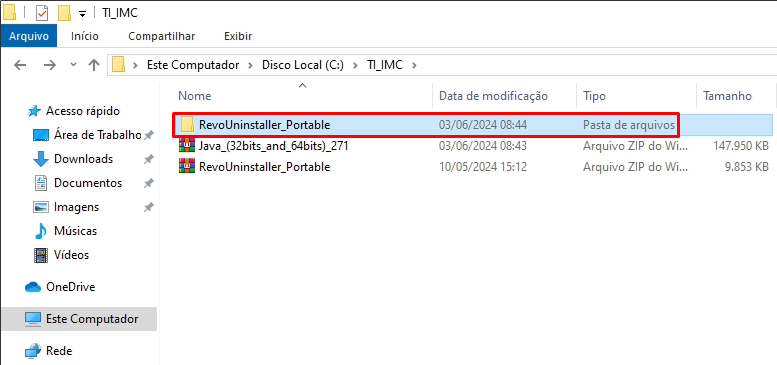 TI_IMC
Arquivo Início Compartilhar Exibir
Este Computador Disco Local (C:) TI_IMC
Nome Data de modificação Tipo Tamanho
Acesso rápido
Área de Trabalho
Downloads
Documentos
Imagens
Músicas
Vídeos
OneDrive
Este Computador
Rede
RevoUninstaller_Portable 03/06/2024 08:44 Pasta de arquivos
Java_(32bits_and_64bits)_271 03/06/2024 08:43 Arquivo ZIP do Wi... 147.950 KB
RevoUninstaller_Portable 10/05/2024 15:12 Arquivo ZIP do Wi... 9.853 KB